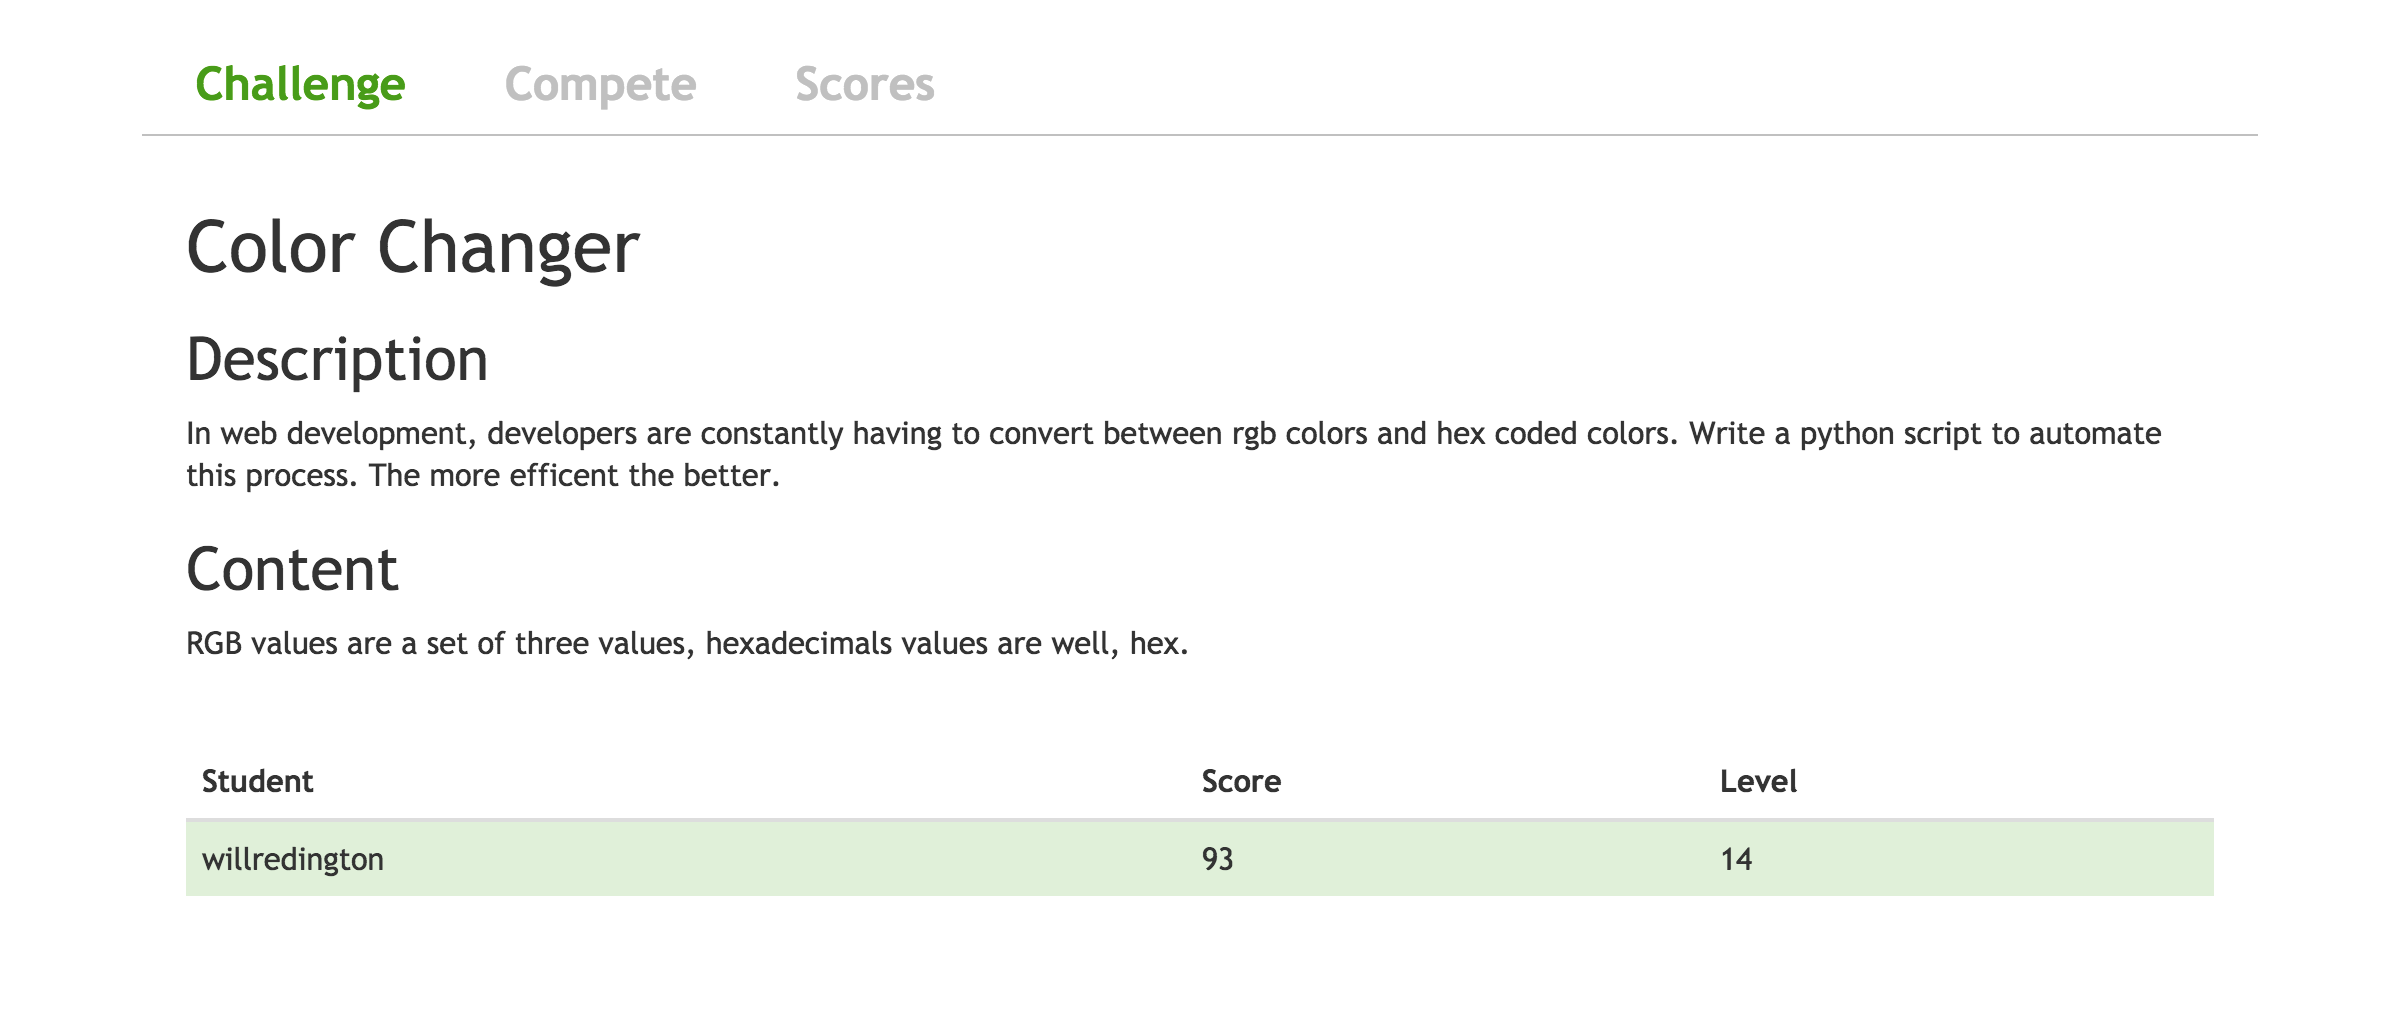 Challenge Compete Scores
Color Changer
Description
In web development, developers are constantly having to convert between rgb colors and hex coded colors. Write a python script to automate
this process. The more efficent the better.
Content
RGB values are a set of three values, hexadecimals values are well, hex.
Student Score Level
willredington 93 14